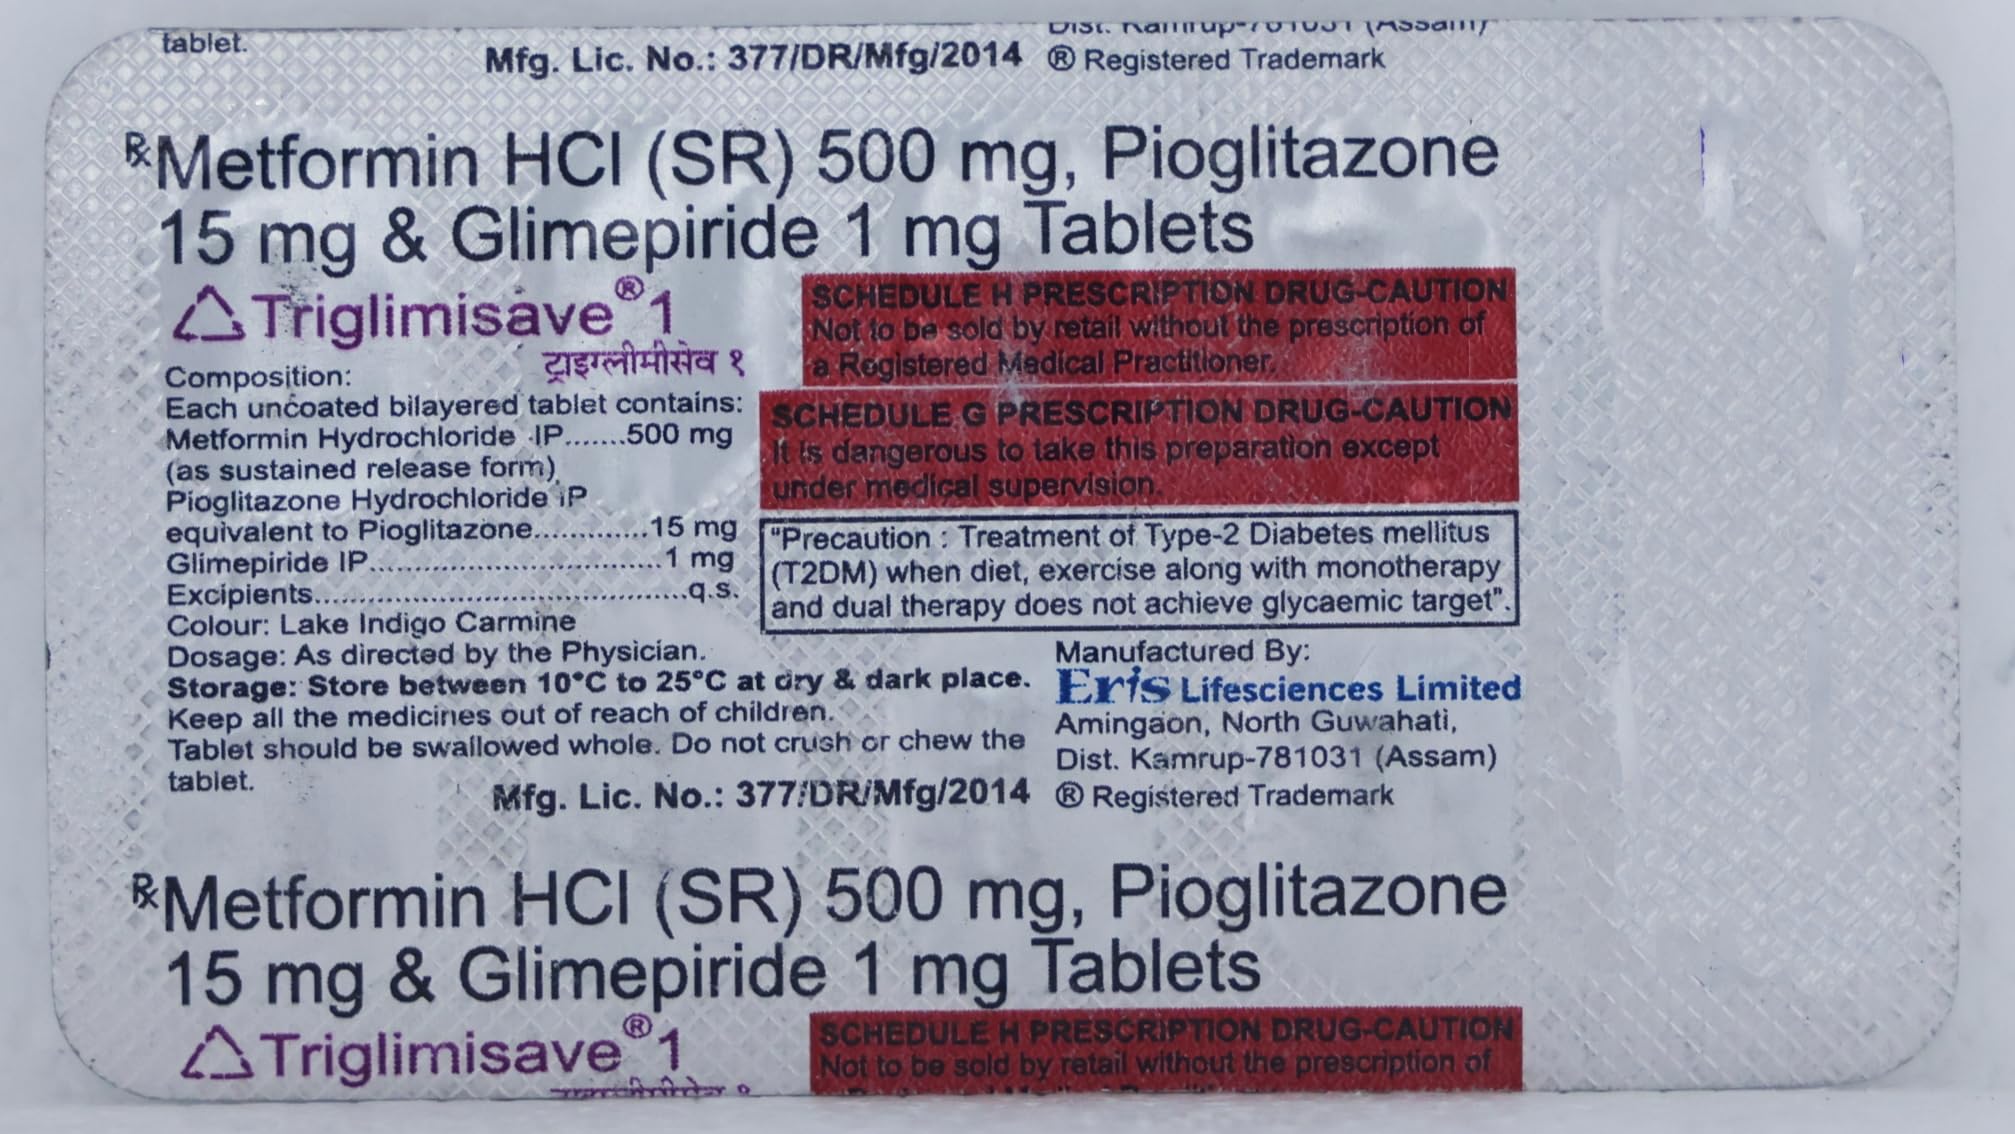 tablet.
Mfg. Lic. No.: 377/DR/Mfg/2014
Dist. Kamrup-781031 (Assam)
® Registered Trademark
℞ Metformin HCl (SR) 500 mg, Pioglitazone
15 mg & Glimepiride 1 mg Tablets
Triglimisave® 1
ट्राइग्लीमीसेव १
Composition:
Each uncoated bilayered tablet contains:
Metformin Hydrochloride IP.......500 mg
(as sustained release form)
Pioglitazone Hydrochloride IP
equivalent to Pioglitazone.............15 mg
Glimepiride IP.................................1 mg
Excipients..........................................q.s.
Colour: Lake Indigo Carmine
Dosage: As directed by the Physician.
Storage: Store between 10°C to 25°C at dry & dark place.
Keep all the medicines out of reach of children.
Tablet should be swallowed whole. Do not crush or chew the
tablet.
Mfg. Lic. No.: 377/DR/Mfg/2014
SCHEDULE H PRESCRIPTION DRUG-CAUTION
Not to be sold by retail without the prescription of
a Registered Medical Practitioner.
SCHEDULE G PRESCRIPTION DRUG-CAUTION
It is dangerous to take this preparation except
under medical supervision.
"Precaution : Treatment of Type-2 Diabetes mellitus
(T2DM) when diet, exercise along with monotherapy
and dual therapy does not achieve glycaemic target".
Manufactured By:
Eris Lifesciences Limited
Amingaon, North Guwahati,
Dist. Kamrup-781031 (Assam)
® Registered Trademark
℞ Metformin HCl (SR) 500 mg, Pioglitazone
15 mg & Glimepiride 1 mg Tablets
Triglimisave® 1
SCHEDULE H PRESCRIPTION DRUG-CAUTION
Not to be sold by retail without the prescription of